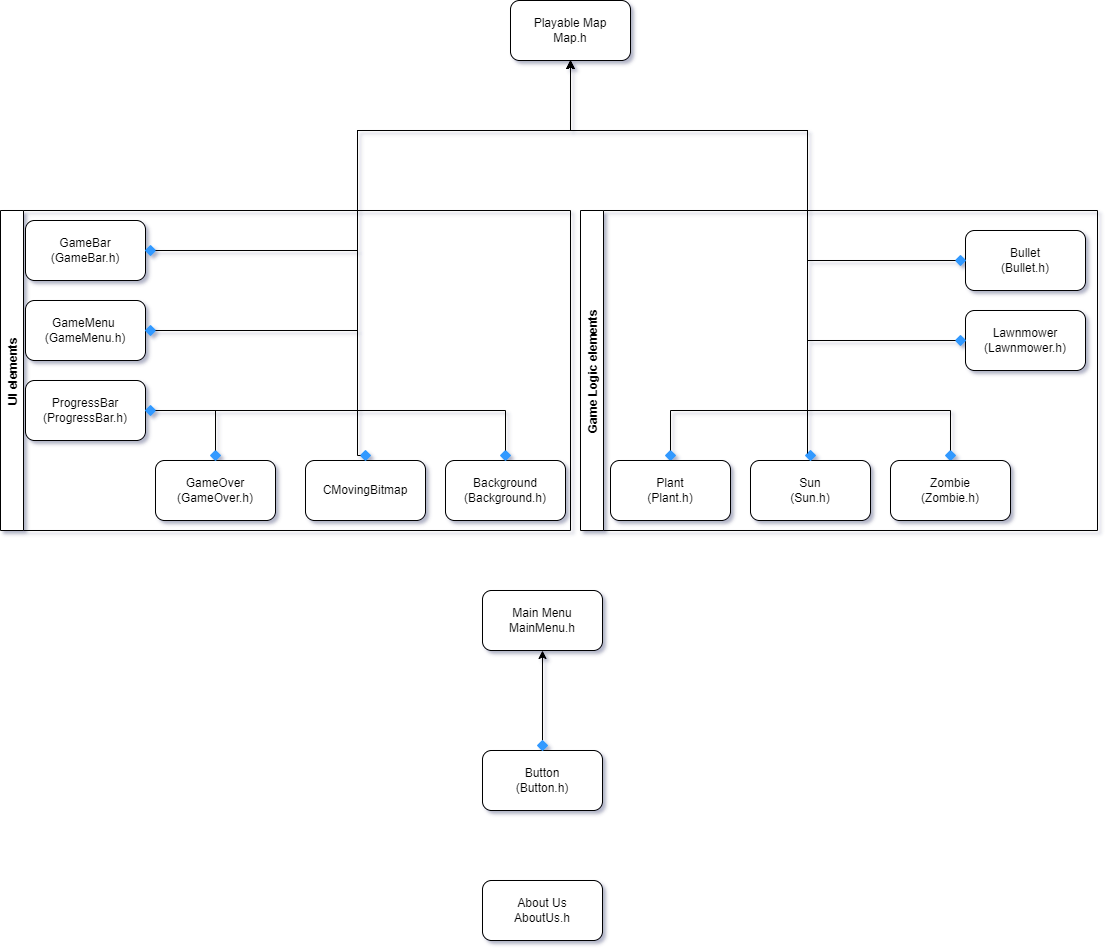 Playable Map
Map.h
UI elements
GameBar
(GameBar.h)
GameMenu
(GameMenu.h)
ProgressBar
(ProgressBar.h)
GameOver
(GameOver.h)
CMovingBitmap
Background
(Background.h)
Game Logic elements
Bullet
(Bullet.h)
Lawnmower
(Lawnmower.h)
Plant
(Plant.h)
Sun
(Sun.h)
Zombie
(Zombie.h)
Main Menu
MainMenu.h
Button
(Button.h)
About Us
AboutUs.h